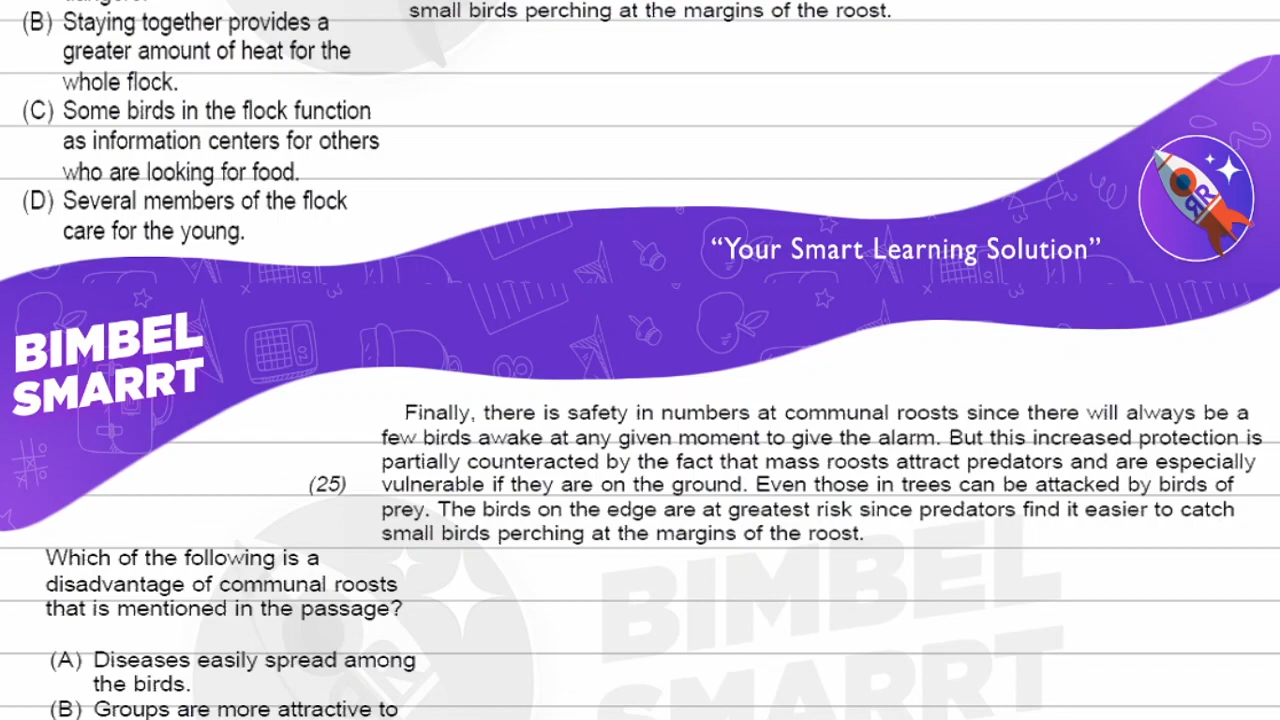 small birds perching at the margins of the roost.
(B) Staying together provides a
greater amount of heat for the
whole flock.
(C) Some birds in the flock function
as information centers for others
who are looking for food.
(D) Several members of the flock
care for the young.
“Your Smart Learning Solution”
BIMBEL
SMARRT
Finally, there is safety in numbers at communal roosts since there will always be a
few birds awake at any given moment to give the alarm. But this increased protection is
partially counteracted by the fact that mass roosts attract predators and are especially
(25) vulnerable if they are on the ground. Even those in trees can be attacked by birds of
prey. The birds on the edge are at greatest risk since predators find it easier to catch
small birds perching at the margins of the roost.
Which of the following is a
disadvantage of communal roosts
that is mentioned in the passage?
(A) Diseases easily spread among
the birds.
(B) Groups are more attractive to
BIMBEL
SMARRT